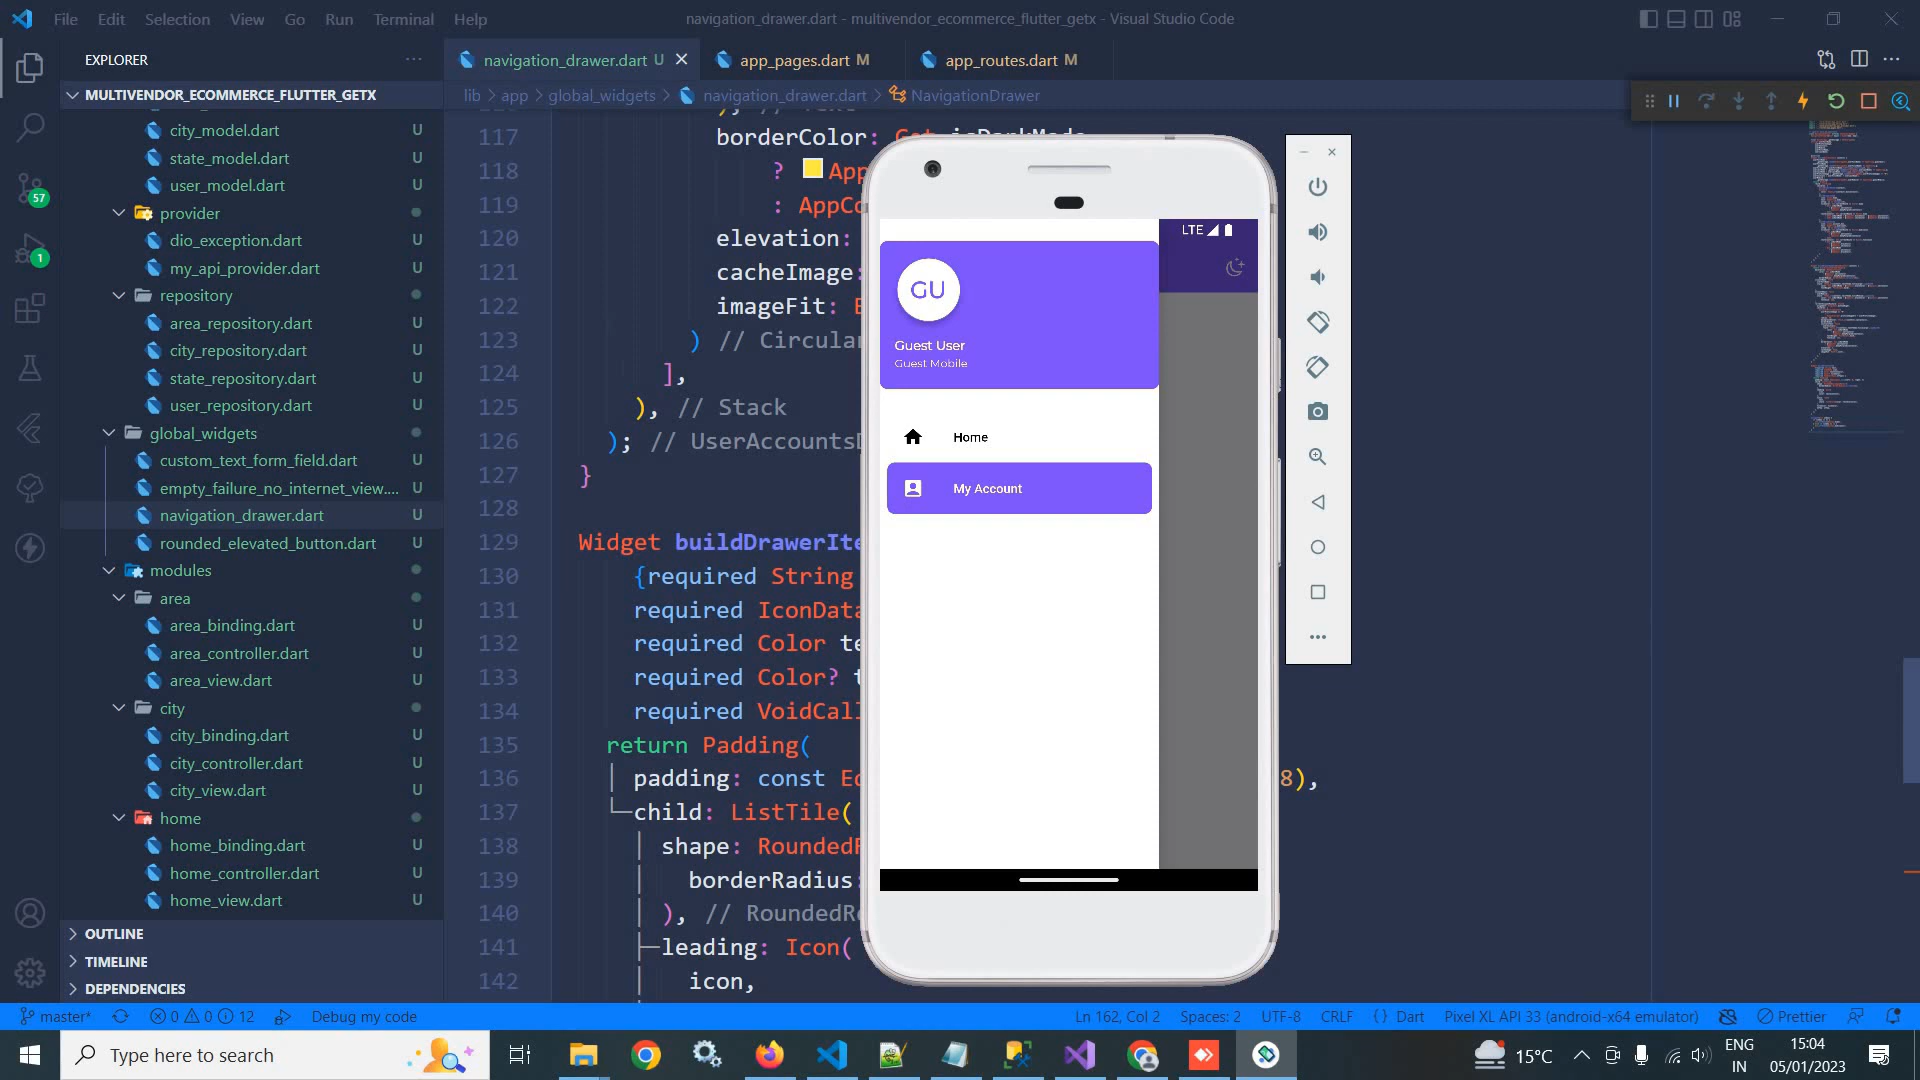 File Edit Selection View Go Run Terminal Help
navigation_drawer.dart - multivendor_ecommerce_flutter_getx - Visual Studio Code
EXPLORER
navigation_drawer.dart U
app_pages.dart M
app_routes.dart M
MULTIVENDOR_ECOMMERCE_FLUTTER_GETX
lib > app > global_widgets > navigation_drawer.dart > NavigationDrawer
city_model.dart U
state_model.dart U
user_model.dart U
provider
dio_exception.dart U
my_api_provider.dart U
repository
area_repository.dart U
city_repository.dart U
state_repository.dart U
user_repository.dart U
global_widgets
custom_text_form_field.dart U
empty_failure_no_internet_view.... U
navigation_drawer.dart U
rounded_elevated_button.dart U
modules
area
area_binding.dart U
area_controller.dart U
area_view.dart U
city
city_binding.dart U
city_controller.dart U
city_view.dart U
home
home_binding.dart U
home_controller.dart U
home_view.dart U
OUTLINE
TIMELINE
DEPENDENCIES
57
1
117 borderColor: Get.isDarkMode
118 ? App
119 : AppCo
120 elevation:
121 cacheImage:
122 imageFit:
123 ) // Circular
124 ],
125 ), // Stack
126 ); // UserAccountsD
127 }
128
129 Widget buildDrawerIte
130 {required String
131 required IconData
132 required Color te
133 required Color? t
134 required VoidCall
135 return Padding(
136 padding: const Ed 8),
137 child: ListTile(
138 shape: RoundedR
139 borderRadius:
140 ), // RoundedRe
141 leading: Icon(
142 icon,
LTE
GU
Guest User
Guest Mobile
Home
My Account
master* 0 0 12 Debug my code
Ln 162, Col 2 Spaces: 2 UTF-8 CRLF {} Dart Pixel XL API 33 (android-x64 emulator) Prettier
Type here to search
15°C
ENG
IN
15:04
05/01/2023